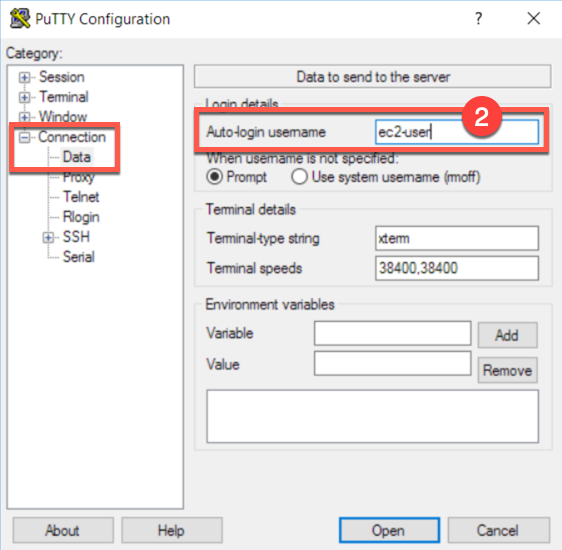 PuTTY Configuration
?
Category:
Session
Terminal
Window
Connection
Data
Proxy
Telnet
Rlogin
SSH
Serial
Data to send to the server
Login details
2
Auto-login username ec2-user
When username is not specified:
Prompt Use system username (rmoff)
Terminal details
Terminal-type string xterm
Terminal speeds 38400,38400
Environment variables
Variable Add
Value Remove
About Help Open Cancel